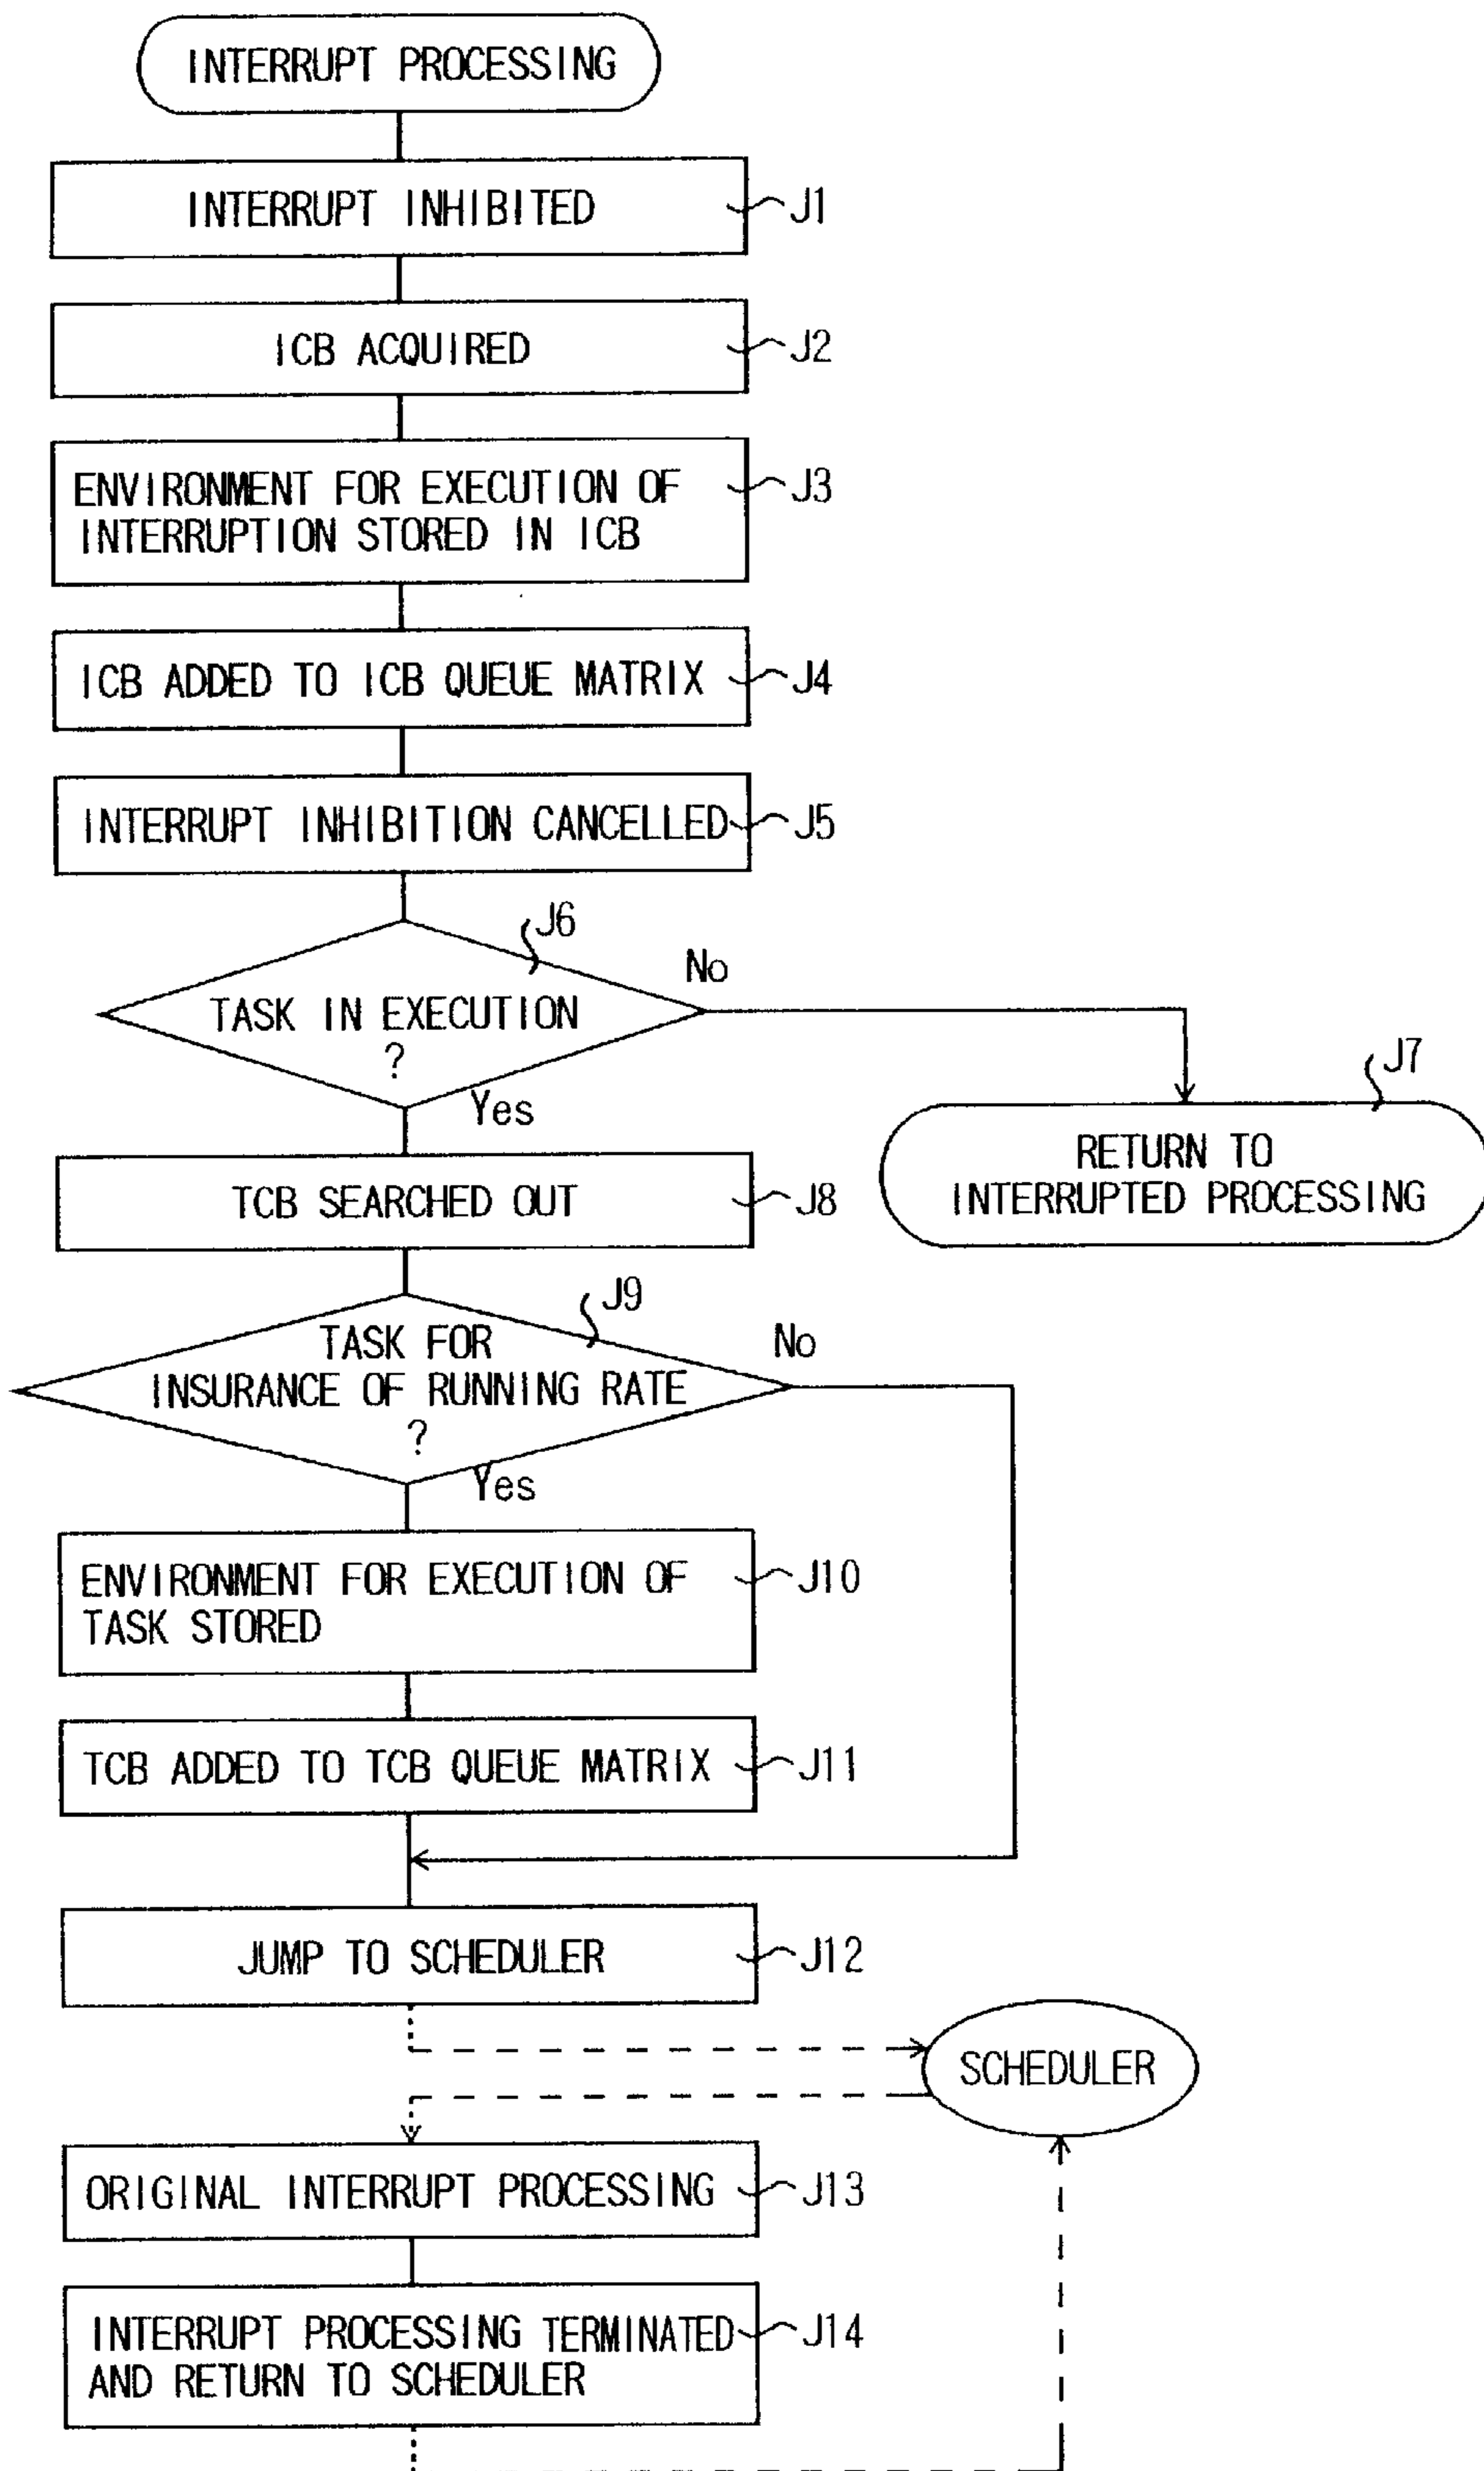 INTERRUPT PROCESSING
INTERRUPT INHIBITED
J1
ICB ACQUIRED
J2
ENVIRONMENT FOR EXECUTION OF
INTERRUPTION STORED IN ICB
J3
ICB ADDED TO ICB QUEUE MATRIX
J4
INTERRUPT INHIBITION CANCELLED
J5
J6
TASK IN EXECUTION
?
No
Yes
J7
RETURN TO
INTERRUPTED PROCESSING
TCB SEARCHED OUT
J8
J9
TASK FOR
INSURANCE OF RUNNING RATE
?
No
Yes
ENVIRONMENT FOR EXECUTION OF
TASK STORED
J10
TCB ADDED TO TCB QUEUE MATRIX
J11
JUMP TO SCHEDULER
J12
SCHEDULER
ORIGINAL INTERRUPT PROCESSING
J13
INTERRUPT PROCESSING TERMINATED
AND RETURN TO SCHEDULER
J14